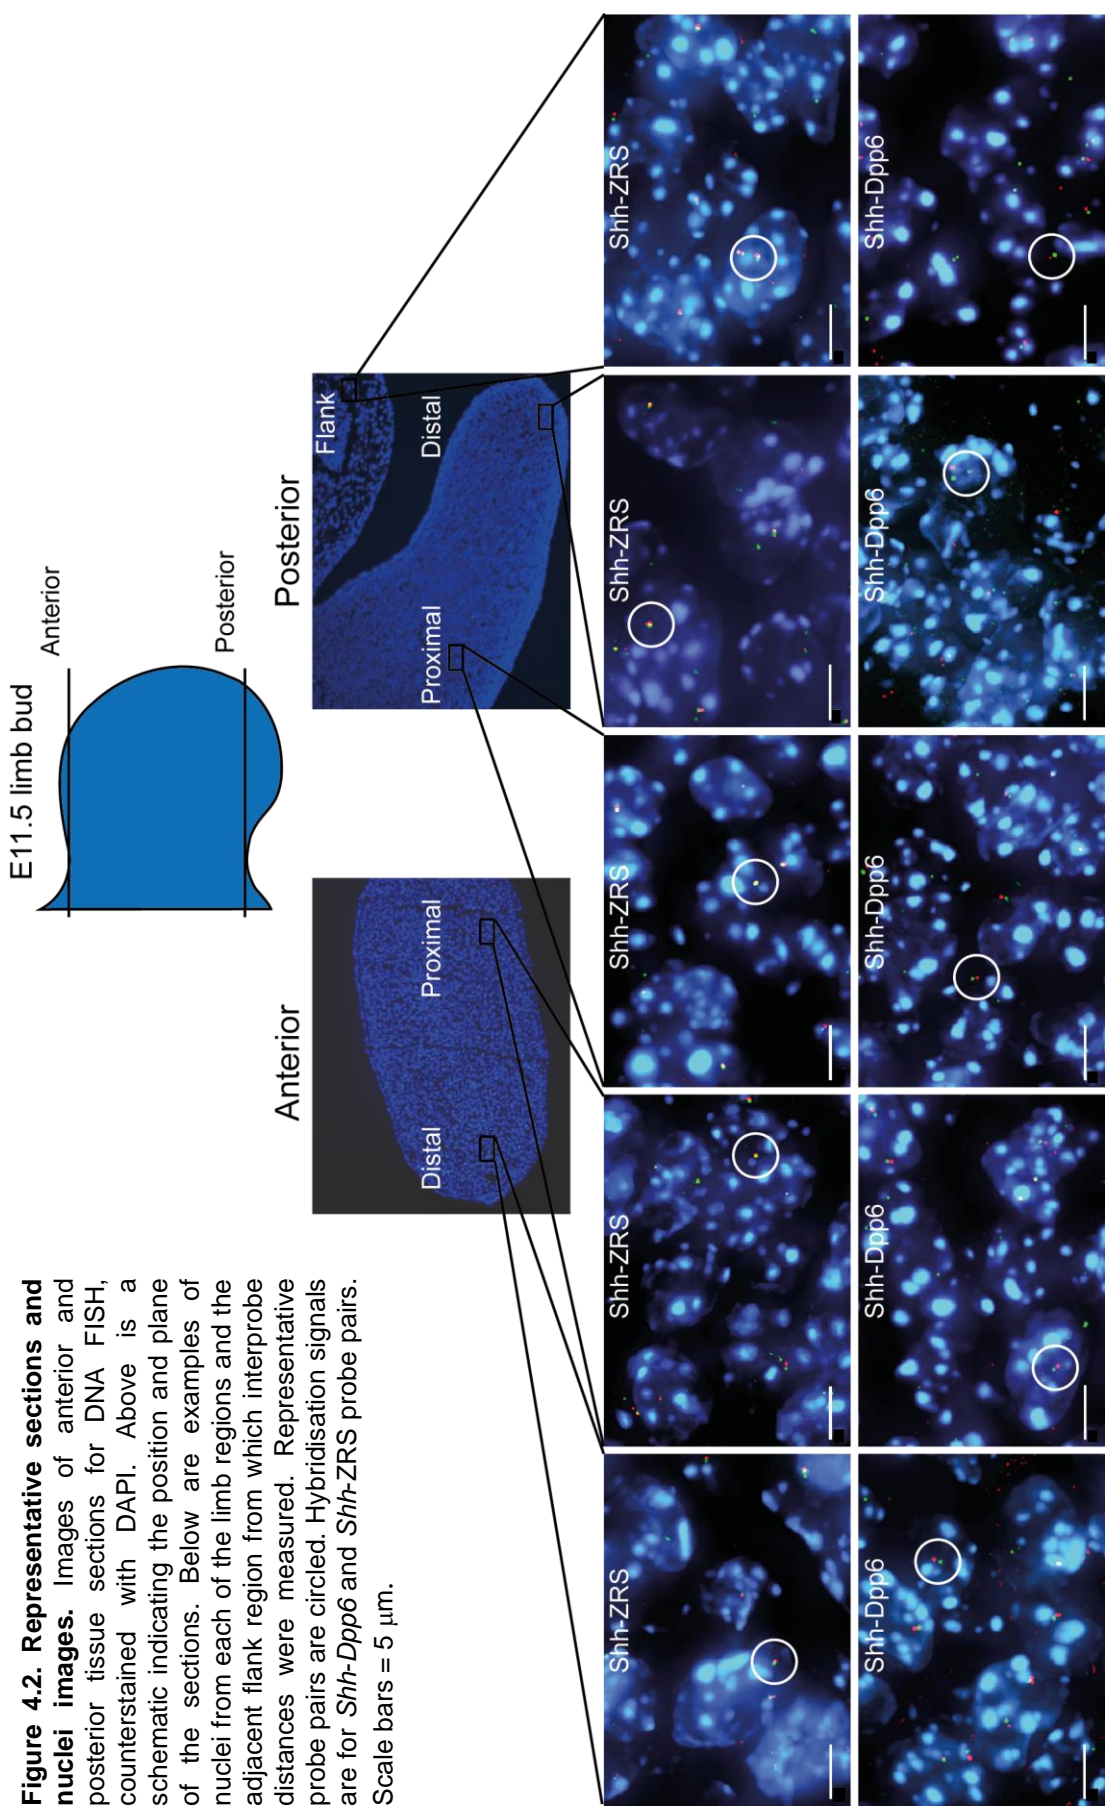 Figure 4.2. Representative sections and
nuclei images. Images of anterior and
posterior tissue sections for DNA FISH,
counterstained with DAPI. Above is a
schematic indicating the position and plane
of the sections. Below are examples of
nuclei from each of the limb regions and the
adjacent flank region from which interprobe
distances were measured. Representative
probe pairs are circled. Hybridisation signals
are for Shh-Dpp6 and Shh-ZRS probe pairs.
Scale bars = 5 μm.
E11.5 limb bud
Anterior
Posterior
Anterior
Distal
Proximal
Posterior
Proximal
Distal
Flank
Shh-ZRS
Shh-ZRS
Shh-ZRS
Shh-ZRS
Shh-ZRS
Shh-Dpp6
Shh-Dpp6
Shh-Dpp6
Shh-Dpp6
Shh-Dpp6